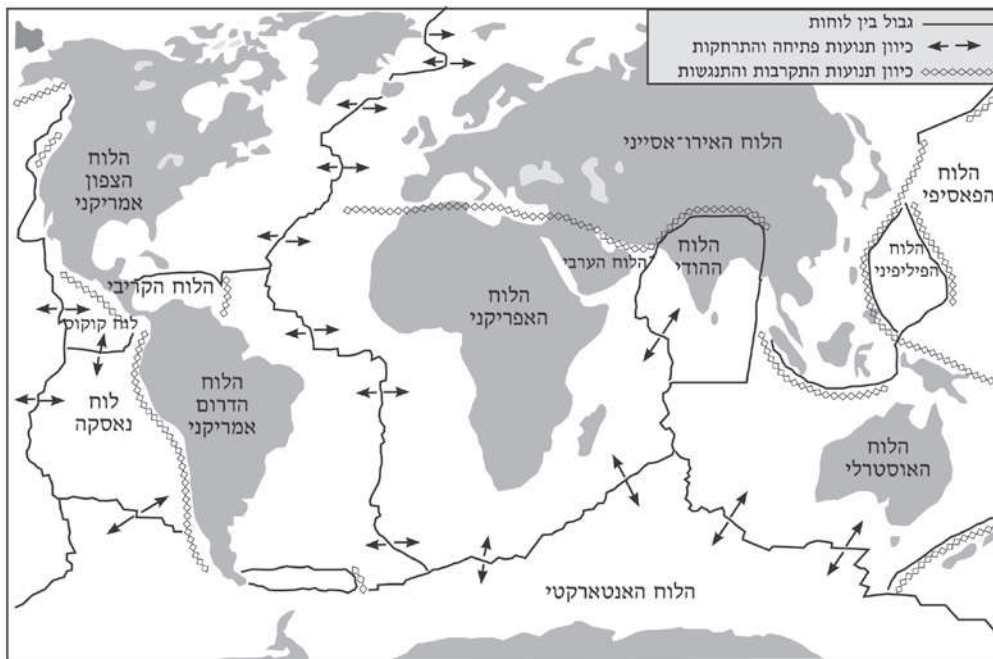 גבול בין לוחות
כיוון תנועות פתיחה והתרחקות
כיוון תנועות התקרבות והתנגשות
הלוח האירו־אסייני
הלוח
הצפון
אמריקני
הלוח
הפאסיפי
הלוח
הפיליפיני
הלוח
ההודי
הלוח הערבי
הלוח הקריבי
הלוח
האפריקני
לוח קוקוס
הלוח
הדרום
אמריקני
לוח
נאסקה
הלוח
האוסטרלי
הלוח האנטארקטי